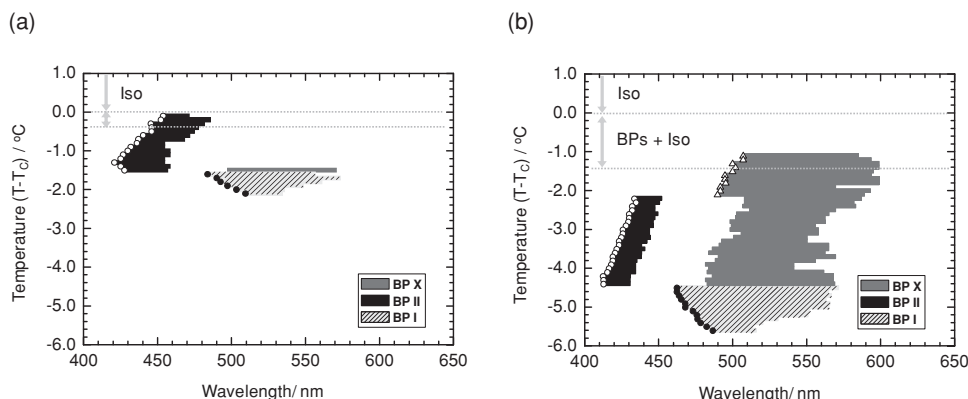 (a)
1.0
0.0
-1.0
-2.0
-3.0
-4.0
-5.0
-6.0
Temperature (T-T_C) / ºC
Iso
BP X
BP II
BP I
400 450 500 550 600 650
Wavelength/ nm
(b)
1.0
0.0
-1.0
-2.0
-3.0
-4.0
-5.0
-6.0
Temperature (T-T_C) / ºC
Iso
BPs + Iso
BP X
BP II
BP I
400 450 500 550 600 650
Wavelength/ nm